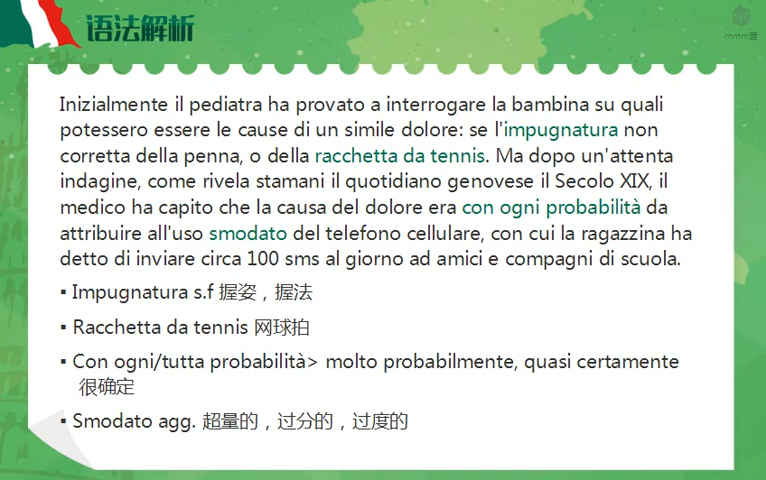 语法解析
mmm豆
Inizialmente il pediatra ha provato a interrogare la bambina su quali
potessero essere le cause di un simile dolore: se l'impugnatura non
corretta della penna, o della racchetta da tennis. Ma dopo un'attenta
indagine, come rivela stamani il quotidiano genovese il Secolo XIX, il
medico ha capito che la causa del dolore era con ogni probabilità da
attribuire all'uso smodato del telefono cellulare, con cui la ragazzina ha
detto di inviare circa 100 sms al giorno ad amici e compagni di scuola.
▪ Impugnatura s.f 握姿，握法
▪ Racchetta da tennis 网球拍
▪ Con ogni/tutta probabilità> molto probabilmente, quasi certamente
很确定
▪ Smodato agg. 超量的，过分的，过度的